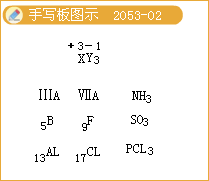 手写板图示 2053-02
+3-1
XY₃
ⅢA ⅦA NH₃
₅B ₉F SO₃
₁₃AL ₁₇CL PCL₃